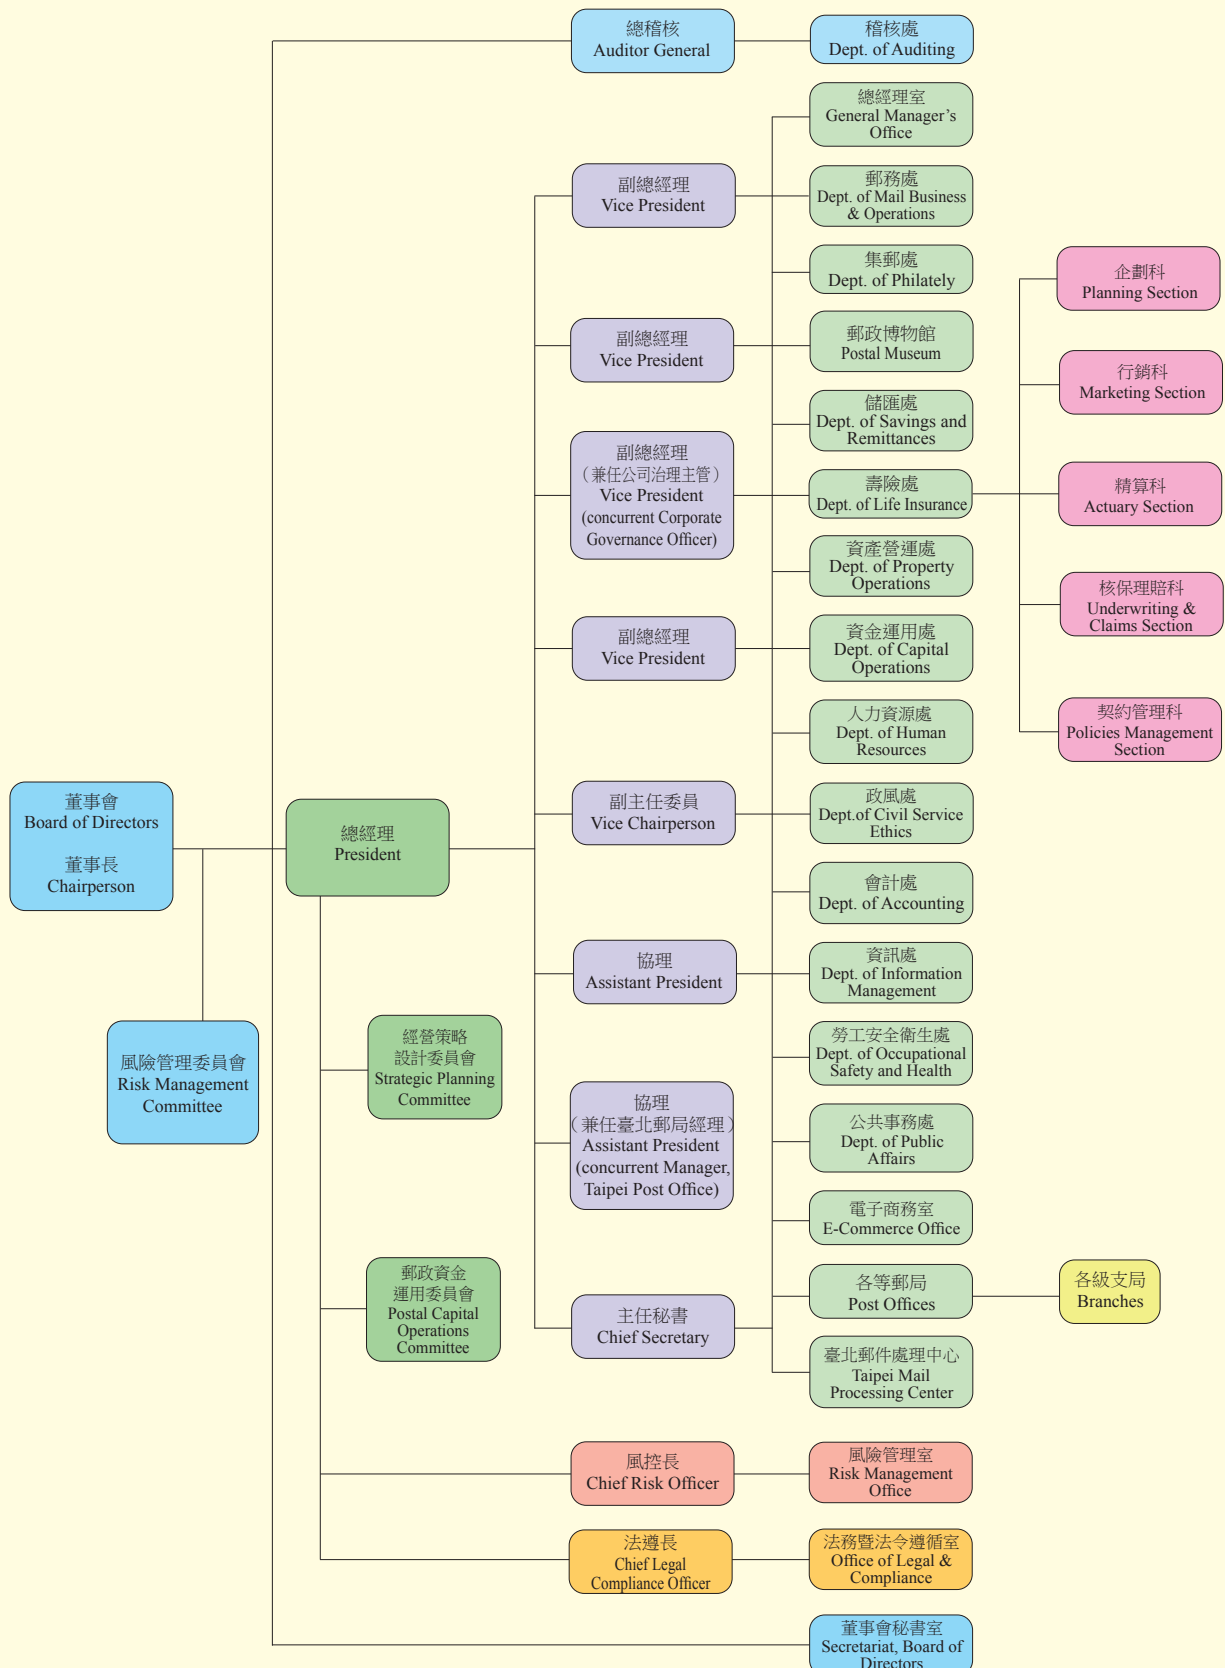 總稽核
Auditor General
稽核處
Dept. of Auditing
總經理室
General Manager’s
Office
副總經理
Vice President
郵務處
Dept. of Mail Business
& Operations
集郵處
Dept. of Philately
企劃科
Planning Section
副總經理
Vice President
郵政博物館
Postal Museum
行銷科
Marketing Section
儲匯處
Dept. of Savings and
Remittances
副總經理
（兼任公司治理主管）
Vice President
(concurrent Corporate
Governance Officer)
壽險處
Dept. of Life Insurance
精算科
Actuary Section
資產營運處
Dept. of Property
Operations
核保理賠科
Underwriting &
Claims Section
副總經理
Vice President
資金運用處
Dept. of Capital
Operations
人力資源處
Dept. of Human
Resources
契約管理科
Policies Management
Section
董事會
Board of Directors
董事長
Chairperson
總經理
President
副主任委員
Vice Chairperson
政風處
Dept.of Civil Service
Ethics
會計處
Dept. of Accounting
協理
Assistant President
資訊處
Dept. of Information
Management
風險管理委員會
Risk Management
Committee
經營策略
設計委員會
Strategic Planning
Committee
勞工安全衛生處
Dept. of Occupational
Safety and Health
協理
（兼任臺北郵局經理）
Assistant President
(concurrent Manager,
Taipei Post Office)
公共事務處
Dept. of Public
Affairs
電子商務室
E-Commerce Office
郵政資金
運用委員會
Postal Capital
Operations
Committee
主任秘書
Chief Secretary
各等郵局
Post Offices
各級支局
Branches
臺北郵件處理中心
Taipei Mail
Processing Center
風控長
Chief Risk Officer
風險管理室
Risk Management
Office
法遵長
Chief Legal
Compliance Officer
法務暨法令遵循室
Office of Legal &
Compliance
董事會秘書室
Secretariat, Board of
Directors